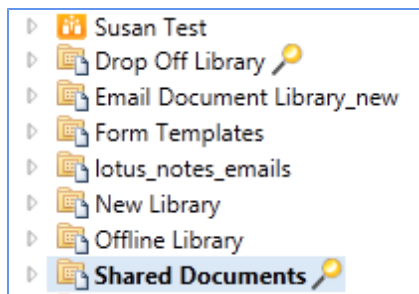 Susan Test
Drop Off Library
Email Document Library_new
Form Templates
lotus_notes_emails
New Library
Offline Library
Shared Documents